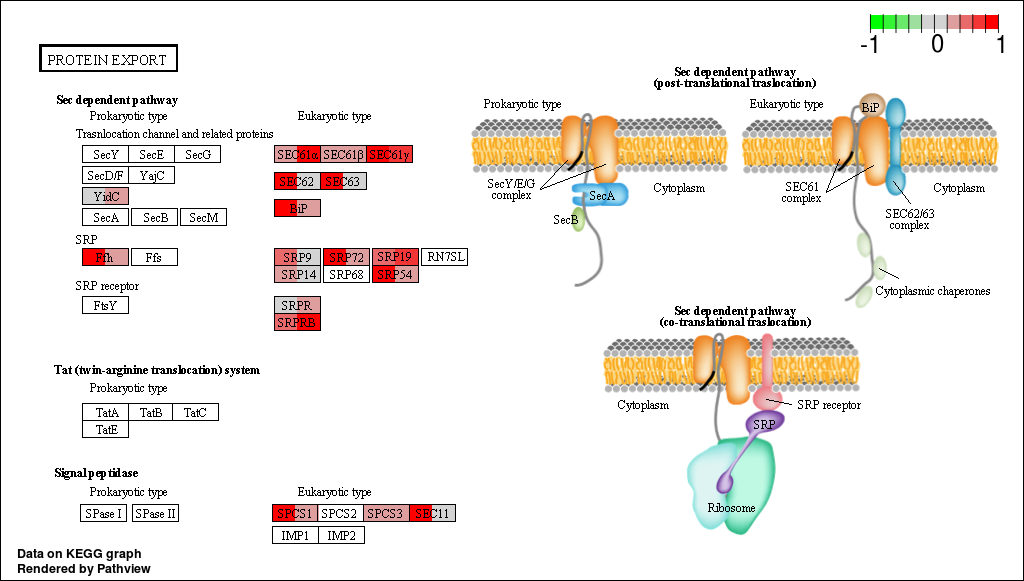 -1 0 1
PROTEIN EXPORT
Sec dependent pathway
Prokaryotic type Eukaryotic type
Trasnlocation channel and related proteins
SecY SecE SecG SEC61α SEC61β SEC61γ
SecD/F YajC SEC62 SEC63
YidC BiP
SecA SecB SecM
SRP
Ffh Ffs SRP9 SRP72 SRP19 RN7SL
SRP14 SRP68 SRP54
SRP receptor
FtsY SRPR
SRPRB
Tat (twin-arginine translocation) system
Prokaryotic type
TatA TatB TatC
TatE
Signal peptidase
Prokaryotic type Eukaryotic type
SPase I SPase II SPCS1 SPCS2 SPCS3 SEC11
IMP1 IMP2
Data on KEGG graph
Rendered by Pathview
Sec dependent pathway
(post-translational traslocation)
Prokaryotic type
SecY/E/G
complex
SecA
SecB
Cytoplasm
Eukaryotic type
BiP
SEC61
complex
Cytoplasm
SEC62/63
complex
Cytoplasmic chaperones
Sec dependent pathway
(co-translational traslocation)
Cytoplasm
SRP receptor
SRP
Ribosome